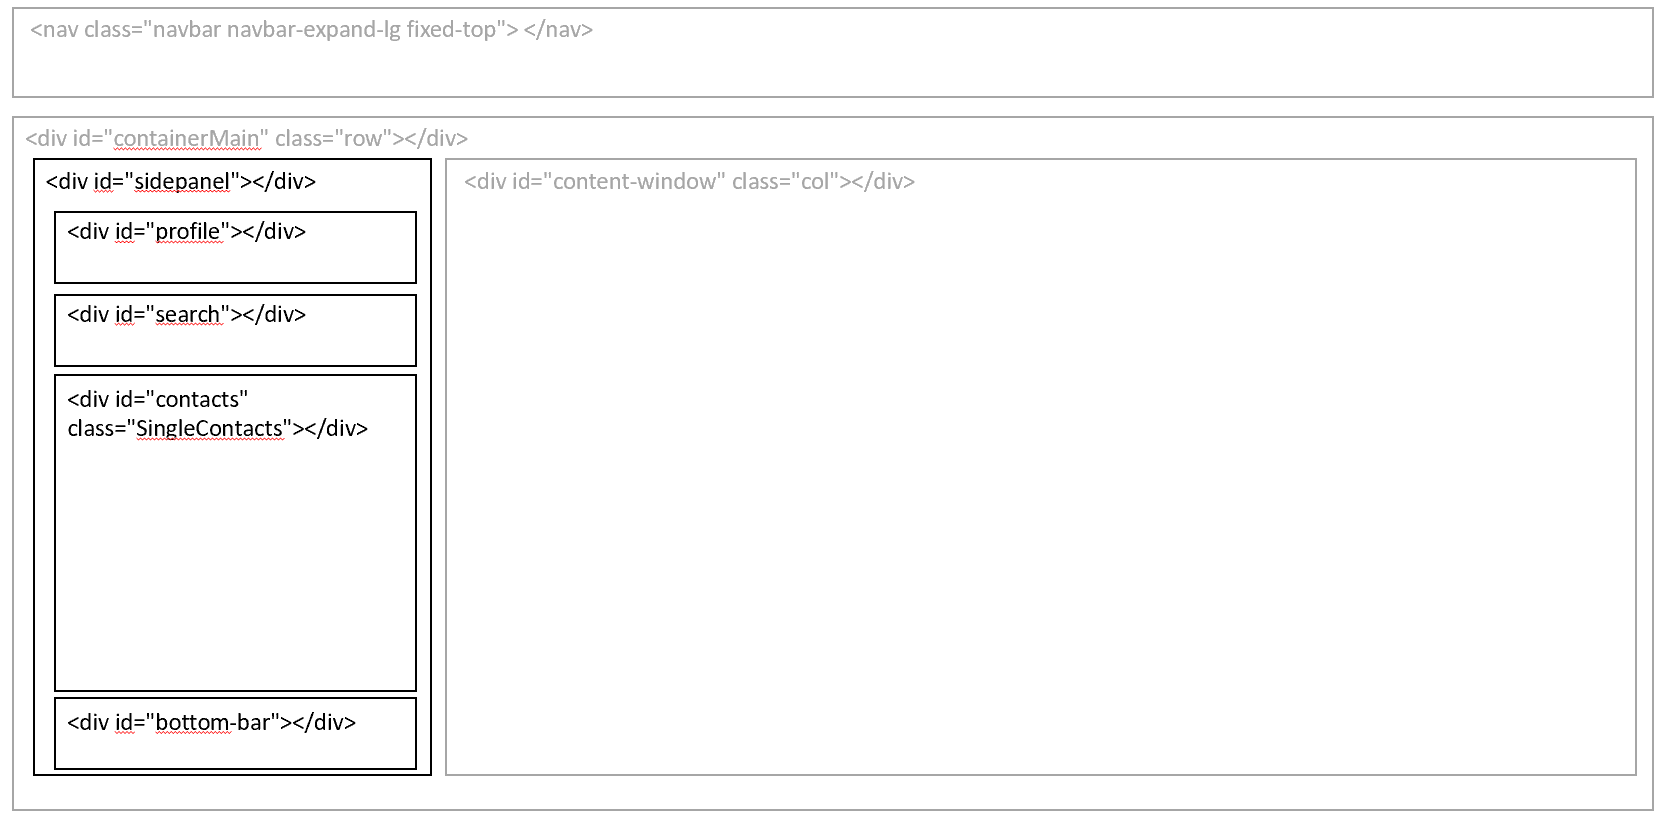 <nav class="navbar navbar-expand-lg fixed-top"> </nav>
<div id="containerMain" class="row"></div>
<div id="sidepanel"></div>
<div id="profile"></div>
<div id="search"></div>
<div id="contacts"
class="SingleContacts"></div>
<div id="bottom-bar"></div>
<div id="content-window" class="col"></div>